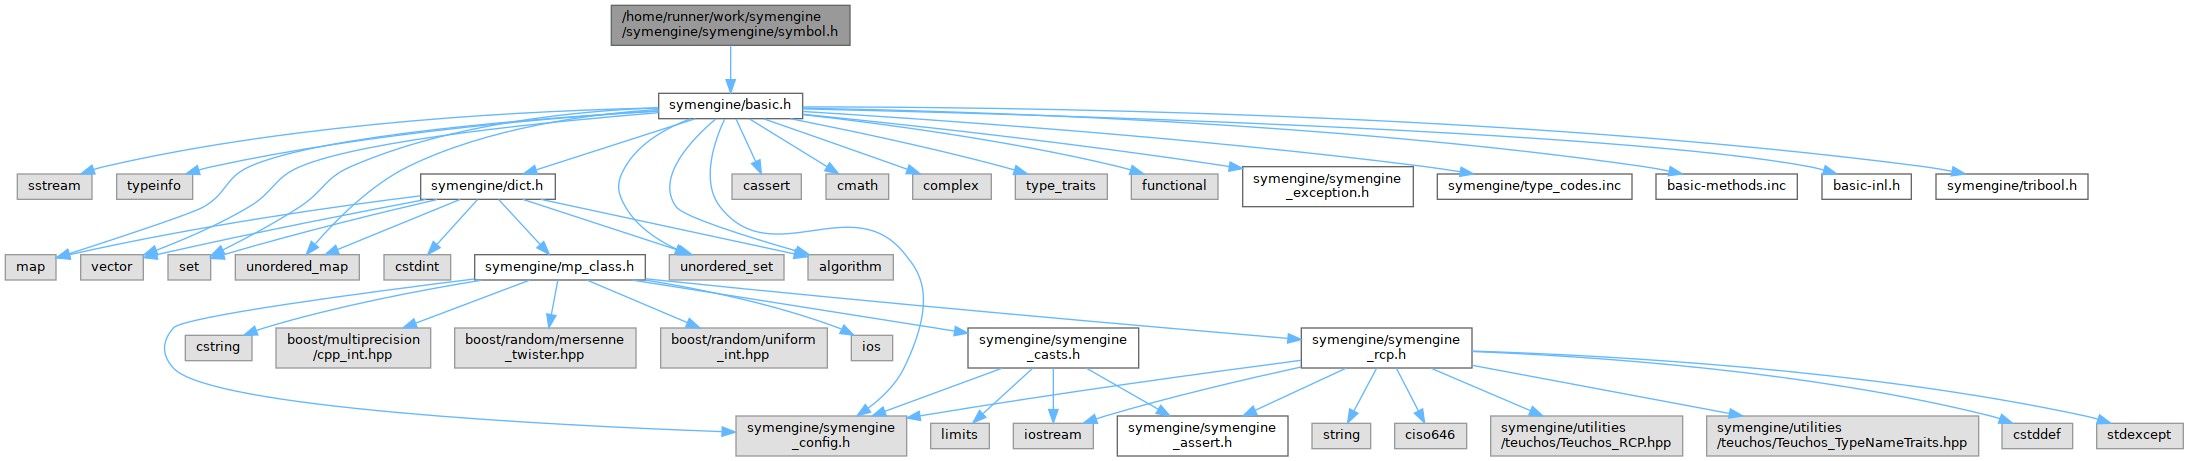 /home/runner/work/symengine
/symengine/symengine/symbol.h
symengine/basic.h
sstream
typeinfo
symengine/dict.h
cassert
cmath
complex
type_traits
functional
symengine/symengine
_exception.h
symengine/type_codes.inc
basic-methods.inc
basic-inl.h
symengine/tribool.h
map
vector
set
unordered_map
cstdint
symengine/mp_class.h
unordered_set
algorithm
cstring
boost/multiprecision
/cpp_int.hpp
boost/random/mersenne
_twister.hpp
boost/random/uniform
_int.hpp
ios
symengine/symengine
_casts.h
symengine/symengine
_rcp.h
symengine/symengine
_config.h
limits
iostream
symengine/symengine
_assert.h
string
ciso646
symengine/utilities
/teuchos/Teuchos_RCP.hpp
symengine/utilities
/teuchos/Teuchos_TypeNameTraits.hpp
cstddef
stdexcept